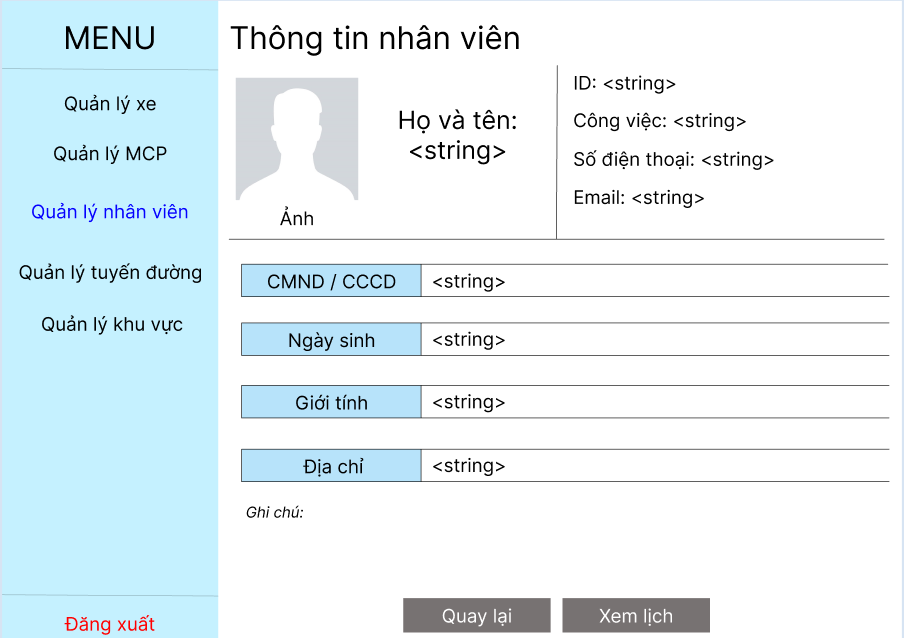 MENU
Quản lý xe
Quản lý MCP
Quản lý nhân viên
Quản lý tuyến đường
Quản lý khu vực
Đăng xuất
Thông tin nhân viên
Ảnh
Họ và tên:
<string>
ID: <string>
Công việc: <string>
Số điện thoại: <string>
Email: <string>
CMND / CCCD <string>
Ngày sinh <string>
Giới tính <string>
Địa chỉ <string>
Ghi chú:
Quay lại
Xem lịch